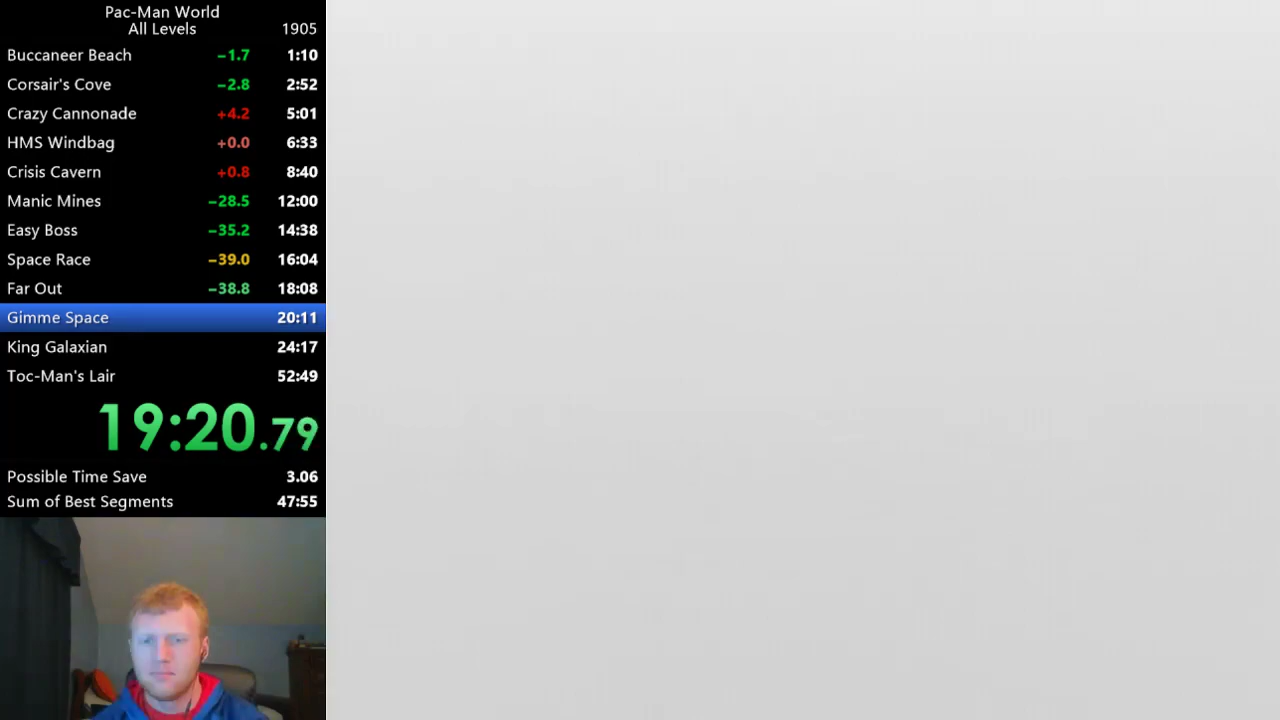 Pac-Man World
All Levels 1905
Buccaneer Beach −1.7 1:10
Corsair's Cove −2.8 2:52
Crazy Cannonade +4.2 5:01
HMS Windbag +0.0 6:33
Crisis Cavern +0.8 8:40
Manic Mines −28.5 12:00
Easy Boss −35.2 14:38
Space Race −39.0 16:04
Far Out −38.8 18:08
Gimme Space 20:11
King Galaxian 24:17
Toc-Man's Lair 52:49
19:20.79
Possible Time Save 3.06
Sum of Best Segments 47:55